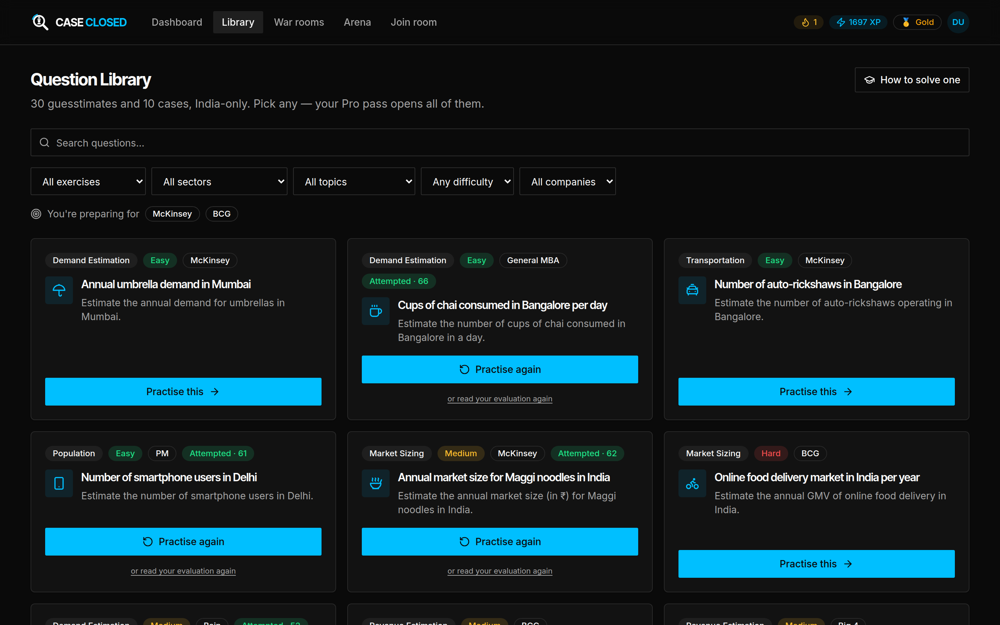 CASE CLOSED
Dashboard
Library
War rooms
Arena
Join room
1
1697 XP
Gold
DU
Question Library
How to solve one
30 guesstimates and 10 cases, India-only. Pick any — your Pro pass opens all of them.
Search questions...
All exercises
All sectors
All topics
Any difficulty
All companies
You're preparing for
McKinsey
BCG
Demand Estimation
Easy
McKinsey
Annual umbrella demand in Mumbai
Estimate the annual demand for umbrellas in
Mumbai.
Practise this
Demand Estimation
Easy
General MBA
Attempted · 66
Cups of chai consumed in Bangalore per day
Estimate the number of cups of chai consumed in
Bangalore in a day.
Practise again
or read your evaluation again
Transportation
Easy
McKinsey
Number of auto-rickshaws in Bangalore
Estimate the number of auto-rickshaws operating in
Bangalore.
Practise this
Population
Easy
PM
Attempted · 61
Number of smartphone users in Delhi
Estimate the number of smartphone users in Delhi.
Practise again
or read your evaluation again
Market Sizing
Medium
McKinsey
Attempted · 62
Annual market size for Maggi noodles in India
Estimate the annual market size (in ₹) for Maggi
noodles in India.
Practise again
or read your evaluation again
Market Sizing
Hard
BCG
Online food delivery market in India per year
Estimate the annual GMV of online food delivery in
India.
Practise this
Demand Estimation
Medium
Bain
Attempted · 52
Revenue Estimation
Medium
BCG
Revenue Estimation
Medium
Big 4